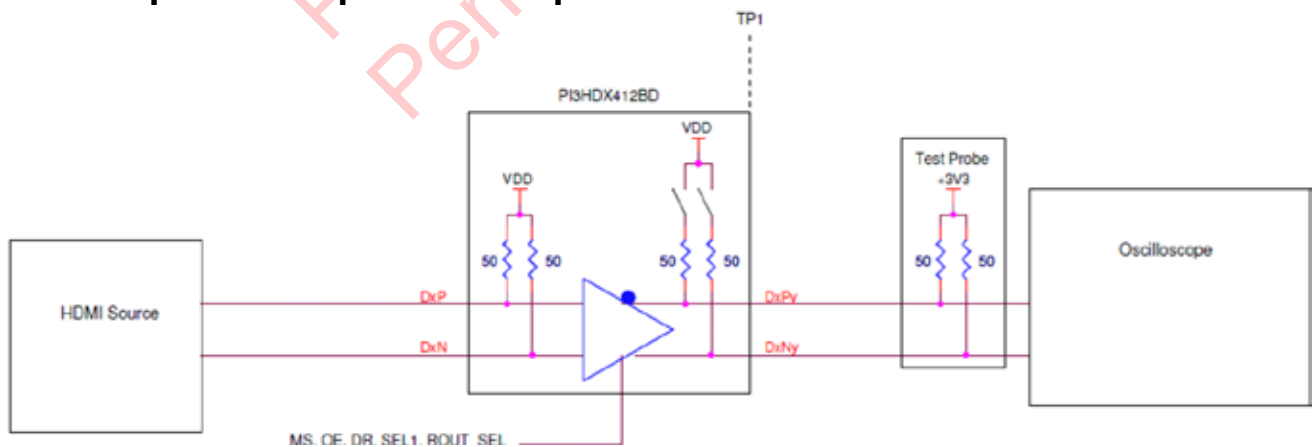 TP1
PI3HDX412BD
VDD
VDD
Test Probe
+3V3
50
50
50
50
50
50
Oscilloscope
HDMI Source
DxP
DxPy
DxN
DxNy
MS, OE, DR, SEL1, ROUT_SEL